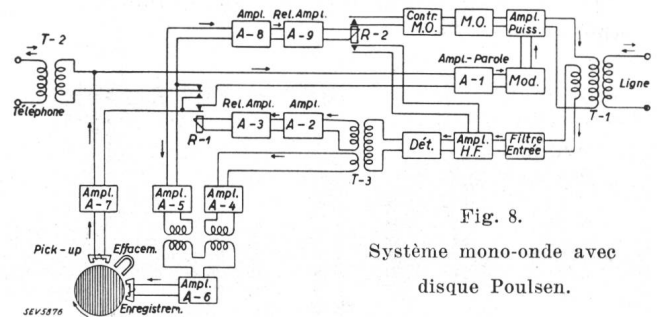 T-2
Téléphone
Ampl.
A-8
Rel. Ampl.
A-9
R-2
Contr.
M.O.
M.O.
Ampl.
Puiss.
Ampl.-Parole
A-1
Mod.
T-1
Ligne
R-1
Rel. Ampl.
A-3
Ampl.
A-2
T-3
Dét.
Ampl.
H.F.
Filtre
Entrée
Ampl.
A-7
Ampl.
A-5
Ampl.
A-4
Pick-up
Effacem.
Enregistrem.
Ampl.
A-6
SEV5876
Fig. 8.
Système mono-onde avec
disque Poulsen.